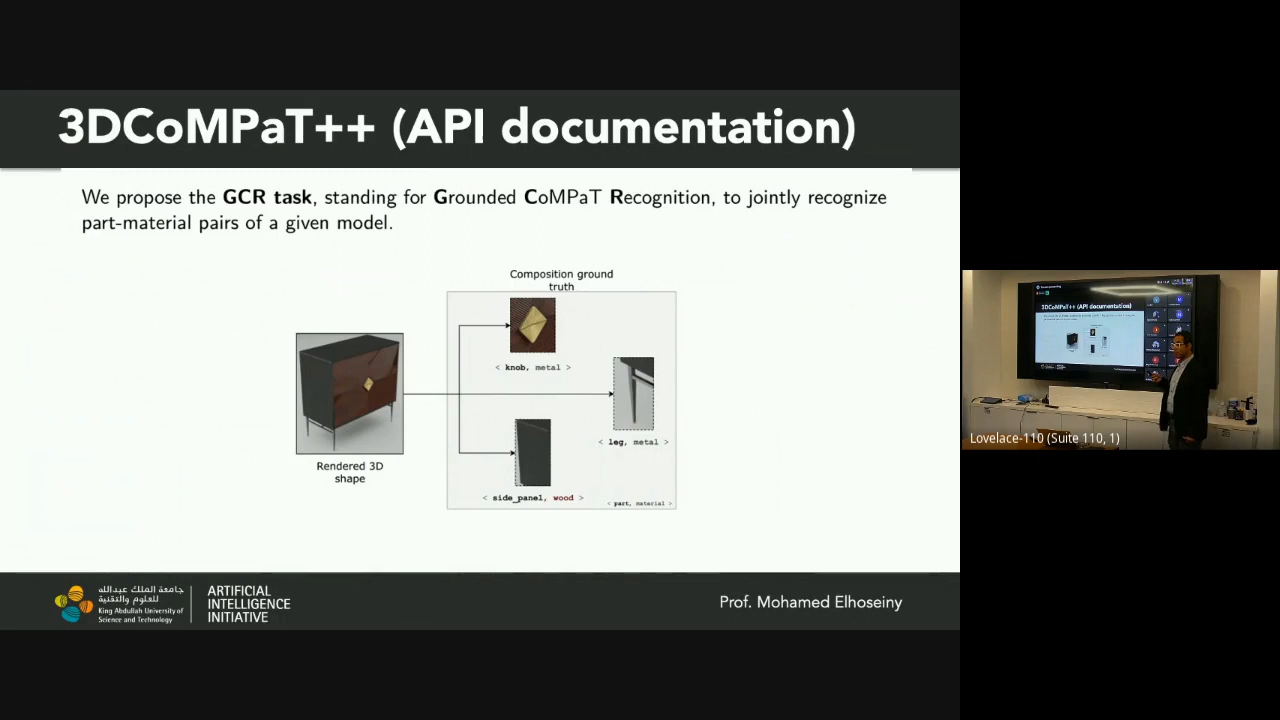 3DCoMPaT++ (API documentation)
We propose the GCR task, standing for Grounded CoMPaT Recognition, to jointly recognize
part-material pairs of a given model.
Composition ground
truth
< knob, metal >
< leg, metal >
Rendered 3D
shape
< side_panel, wood >
< part, material >
جامعة الملك عبدالله
للعلوم والتقنية
King Abdullah University of
Science and Technology
ARTIFICIAL
INTELLIGENCE
INITIATIVE
Prof. Mohamed Elhoseiny
3DCoMPaT++ (API documentation)
Lovelace-110 (Suite 110, 1)